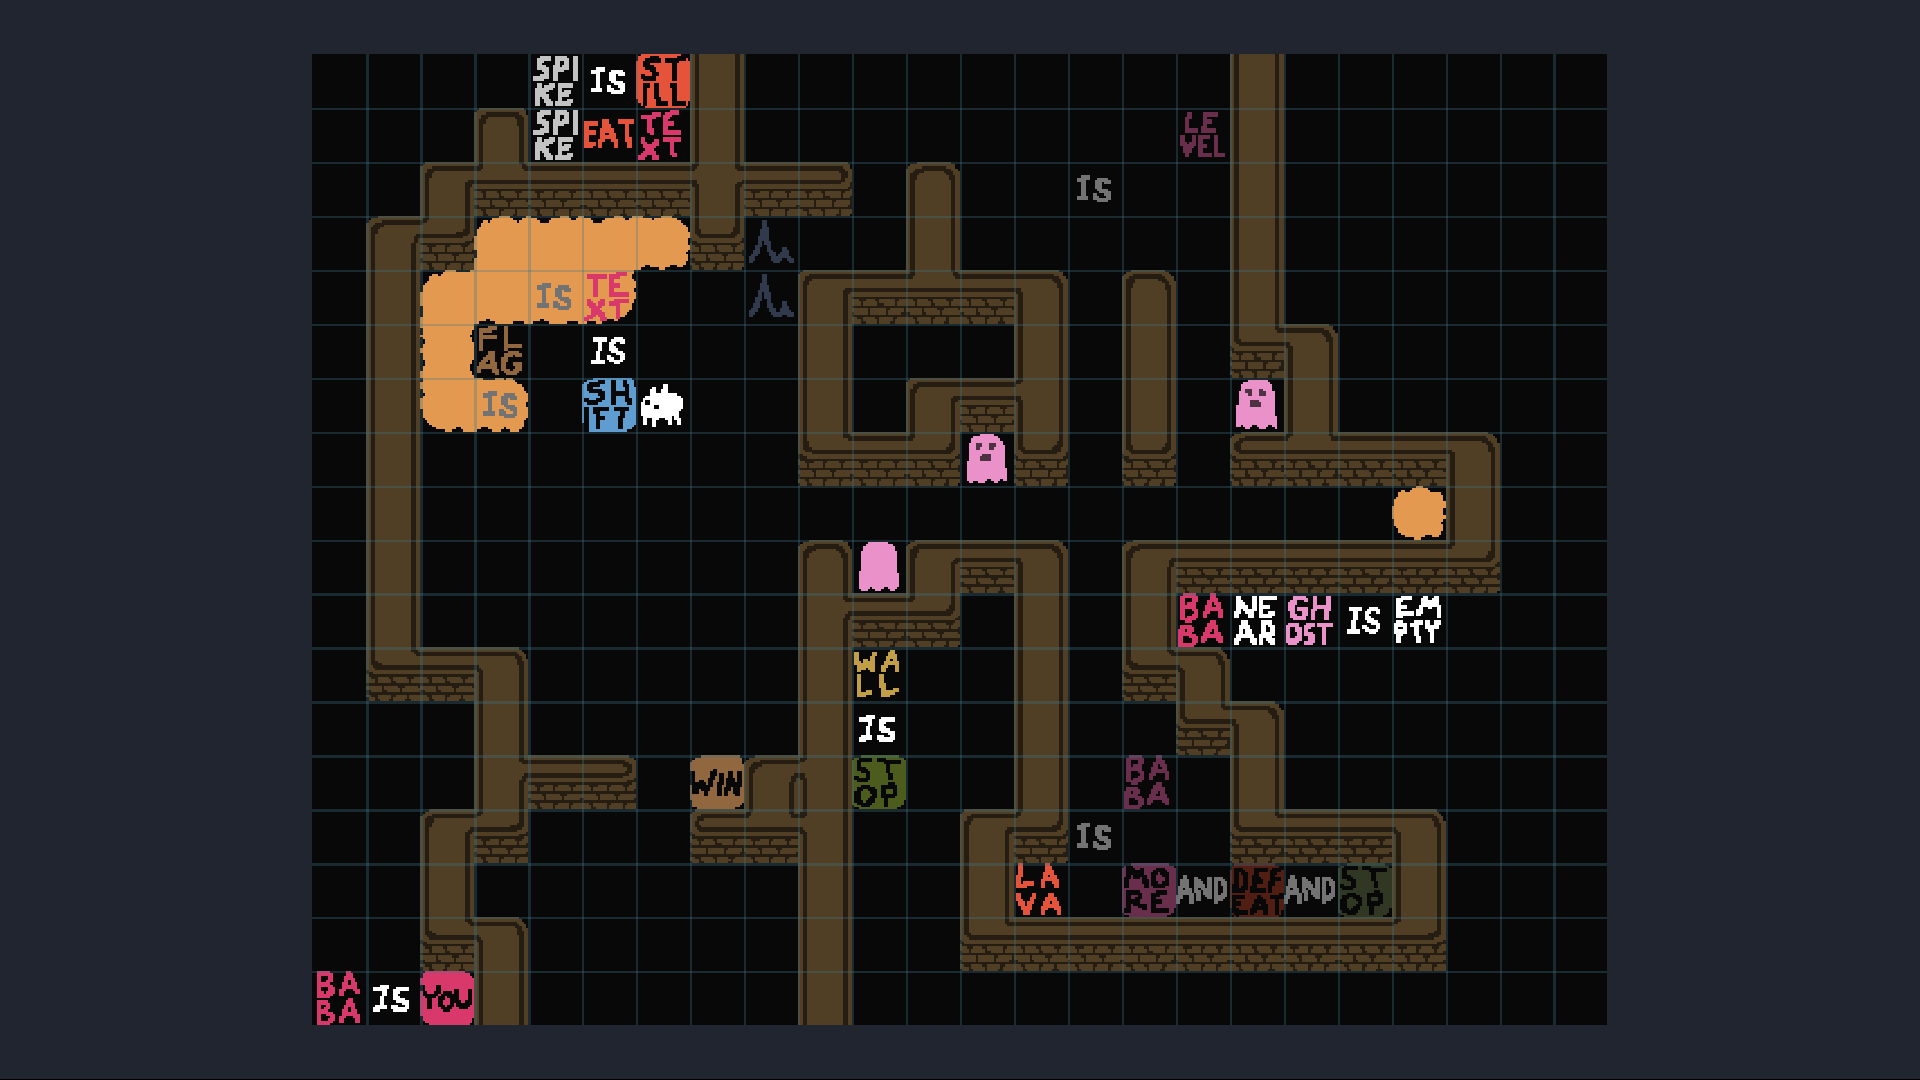 SPIKE IS STILL
SPIKE EAT TEXT
LEVEL
IS
IS TEXT
FLAG IS
IS SHIFT
BABA NEAR GHOST IS EMPTY
WALL
IS
WIN STOP BABA
IS
LAVA MORE AND DEFEAT AND STOP
BABA IS YOU